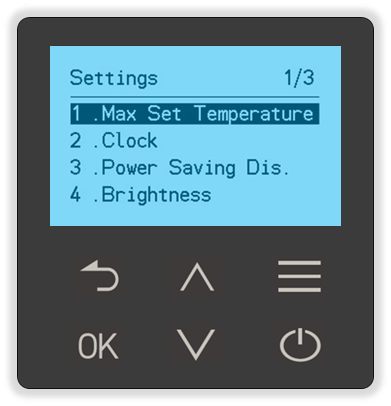 Settings 1/3
1 .Max Set Temperature
2 .Clock
3 .Power Saving Dis.
4 .Brightness
OK